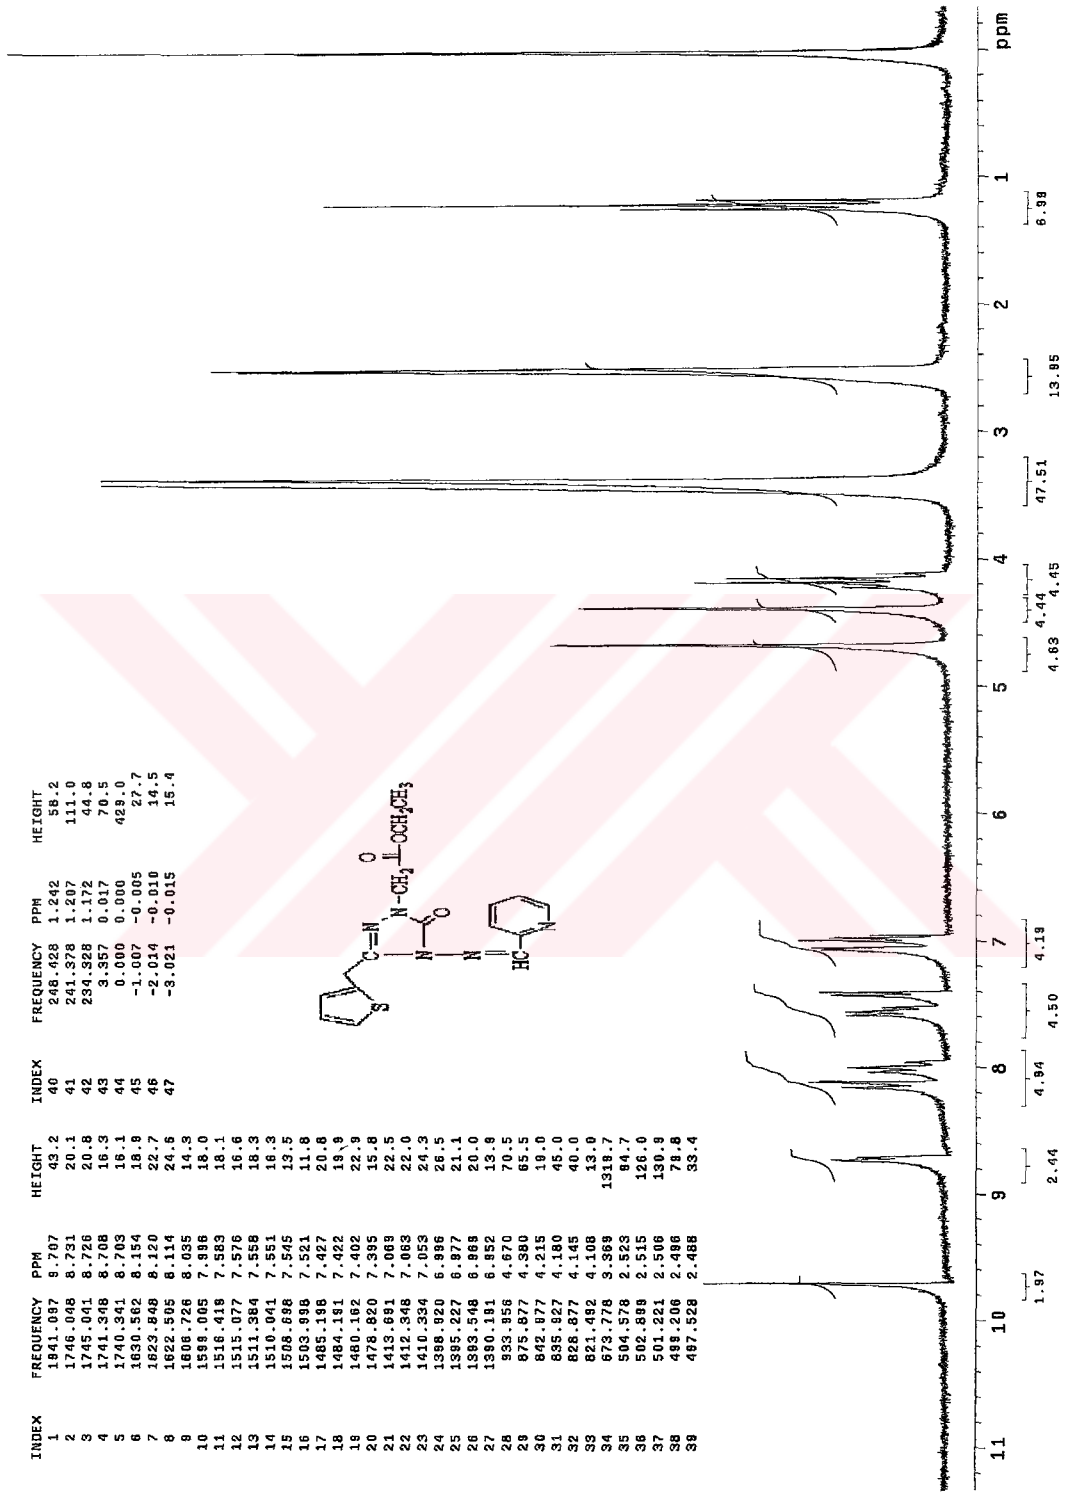 INDEX FREQUENCY PPM HEIGHT
1 1941.097 9.707 43.2
2 1746.048 8.731 20.1
3 1745.041 8.726 20.8
4 1741.348 8.708 16.3
5 1740.341 8.703 16.1
6 1630.562 8.154 18.9
7 1623.848 8.120 22.7
8 1622.505 8.114 24.6
9 1606.726 8.035 14.3
10 1599.005 7.996 18.0
11 1516.419 7.583 18.1
12 1515.077 7.576 16.6
13 1511.384 7.558 18.3
14 1510.041 7.551 16.3
15 1508.698 7.545 13.5
16 1503.998 7.521 11.8
17 1485.198 7.427 20.8
18 1484.191 7.422 19.9
19 1480.162 7.402 22.9
20 1478.820 7.395 15.8
21 1413.691 7.069 22.5
22 1412.348 7.063 22.0
23 1410.334 7.053 24.3
24 1398.920 6.996 26.5
25 1395.227 6.977 21.1
26 1393.548 6.969 20.0
27 1390.191 6.952 13.9
28 933.956 4.670 70.5
29 875.877 4.380 65.5
30 842.977 4.215 19.0
31 835.927 4.180 45.0
32 828.877 4.145 40.0
33 821.492 4.108 13.0
34 673.778 3.369 1319.7
35 504.578 2.523 84.7
36 502.899 2.515 126.0
37 501.221 2.506 130.9
38 499.206 2.496 79.8
39 497.528 2.488 33.4
INDEX FREQUENCY PPM HEIGHT
40 248.428 1.242 58.2
41 241.378 1.207 111.0
42 234.328 1.172 44.8
43 3.357 0.017 70.5
44 0.000 0.000 429.0
45 -1.007 -0.005 27.7
46 -2.014 -0.010 14.5
47 -3.021 -0.015 15.4
O
C=N
N-CH2-C-OCH2CH3
S
N
O
N
HC
N
11 10 9 8 7 6 5 4 3 2 1 ppm
1.97 2.44 4.94 4.50 4.19 4.63 4.44 4.45 47.51 13.95 6.99